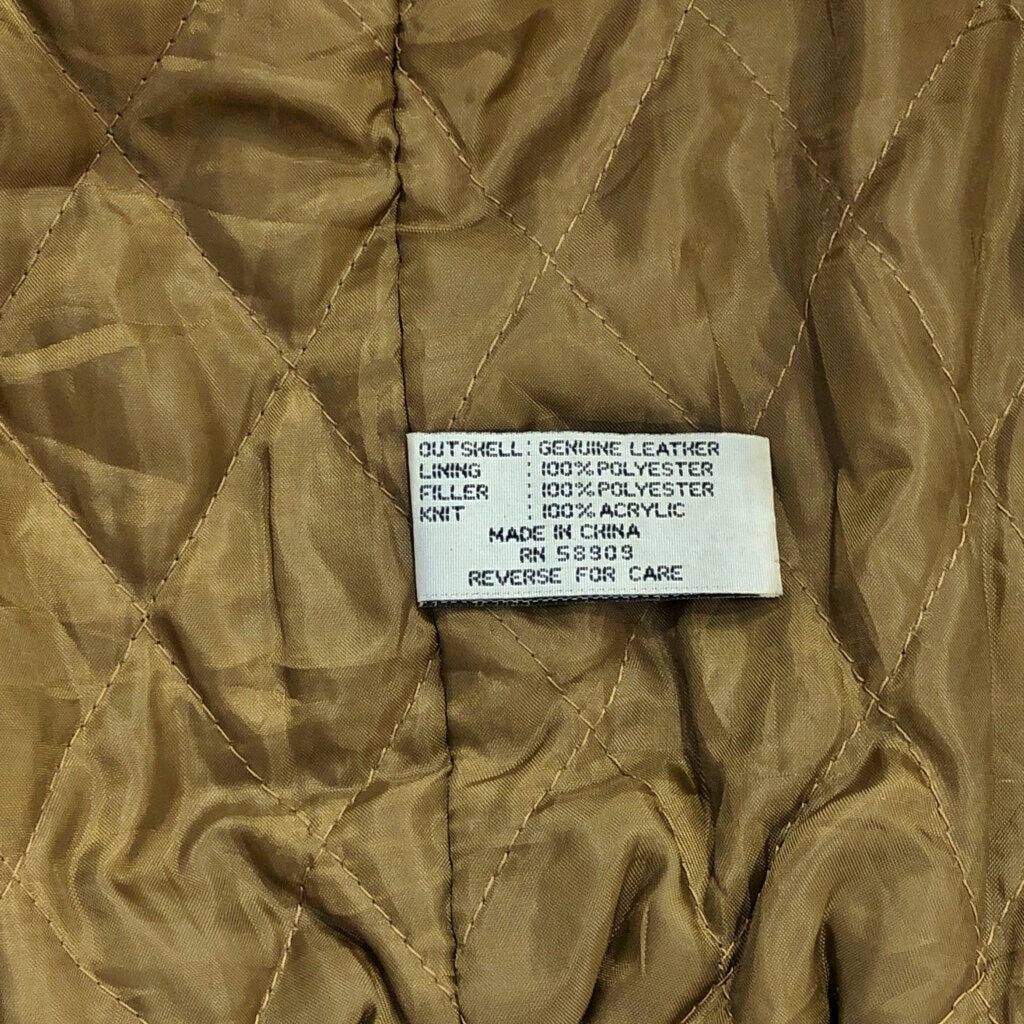 OUTSHELL : GENUINE LEATHER
LINING : 100% POLYESTER
FILLER : 100% POLYESTER
KNIT : 100% ACRYLIC
MADE IN CHINA
RN 58909
REVERSE FOR CARE